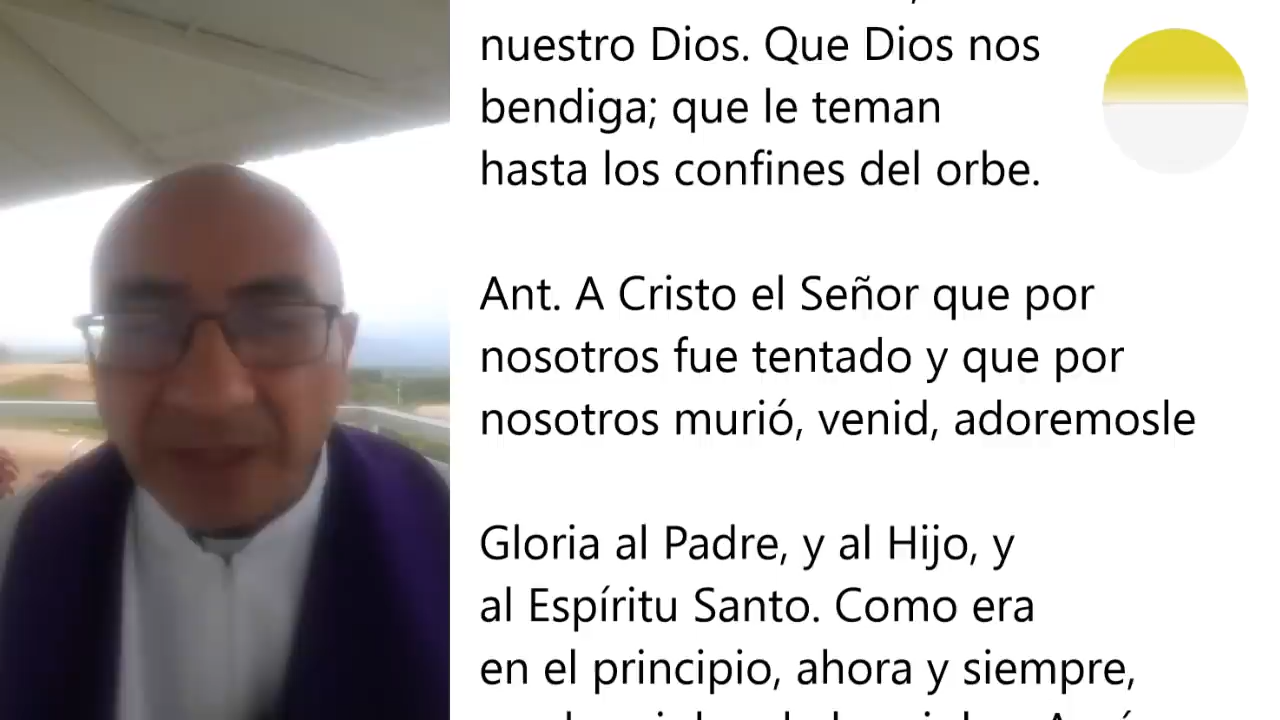 nuestro Dios. Que Dios nos
bendiga; que le teman
hasta los confines del orbe.
Ant. A Cristo el Señor que por
nosotros fue tentado y que por
nosotros murió, venid, adoremosle
Gloria al Padre, y al Hijo, y
al Espíritu Santo. Como era
en el principio, ahora y siempre,